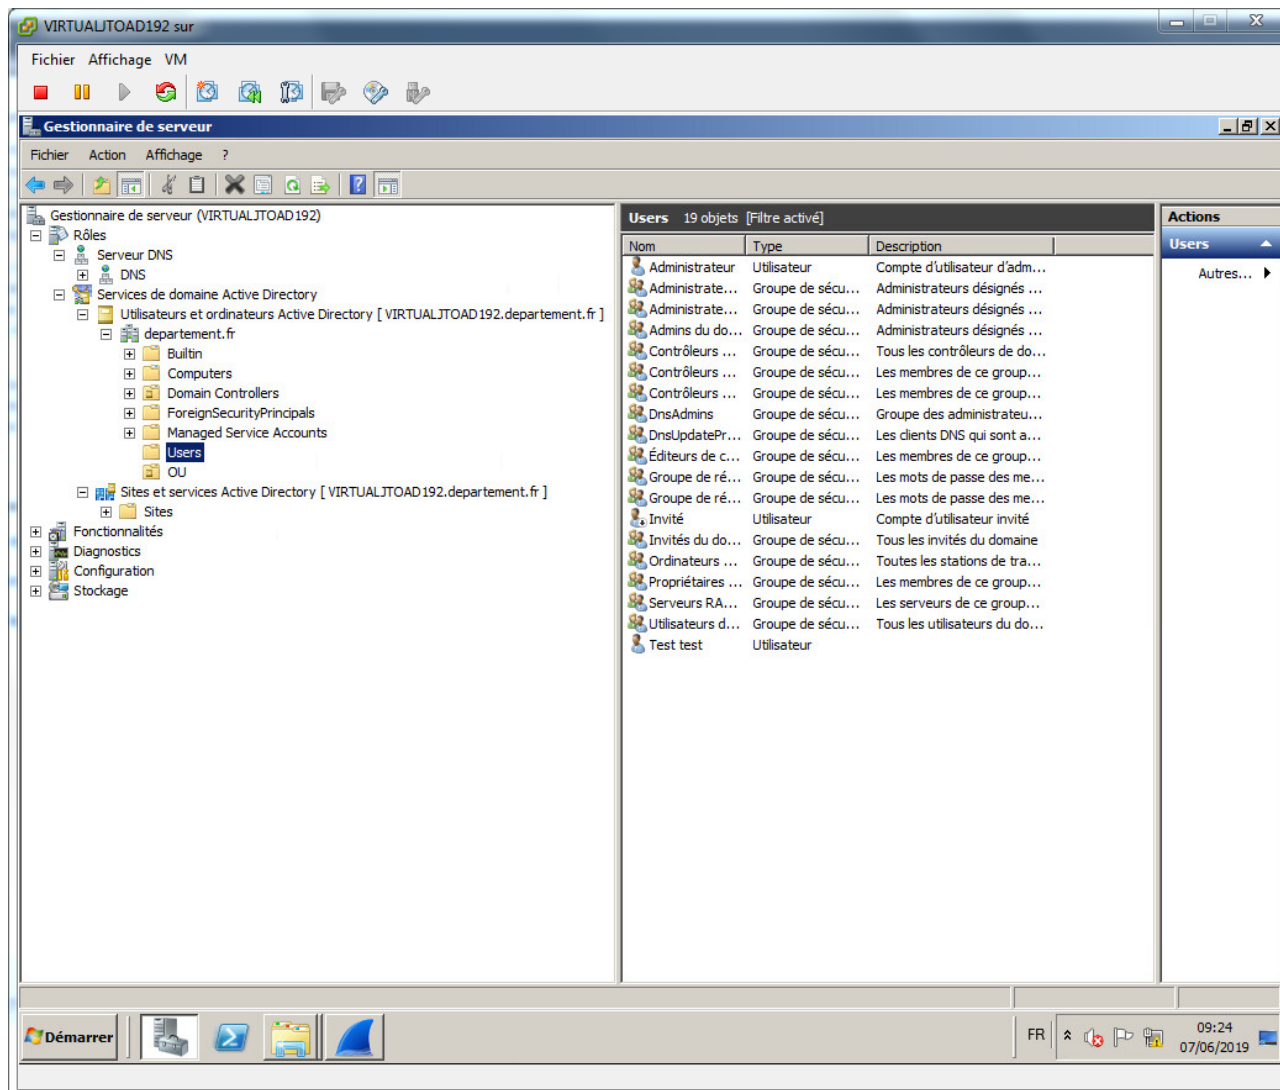 VIRTUALJTOAD192 sur
Fichier Affichage VM
Gestionnaire de serveur
Fichier Action Affichage ?
Gestionnaire de serveur (VIRTUALJTOAD192)
Rôles
Serveur DNS
DNS
Services de domaine Active Directory
Utilisateurs et ordinateurs Active Directory [ VIRTUALJTOAD192.departement.fr ]
departement.fr
Builtin
Computers
Domain Controllers
ForeignSecurityPrincipals
Managed Service Accounts
Users
OU
Sites et services Active Directory [ VIRTUALJTOAD192.departement.fr ]
Sites
Fonctionnalités
Diagnostics
Configuration
Stockage
Users 19 objets [Filtre activé]
Nom Type Description
Administrateur Utilisateur Compte d'utilisateur d'adm...
Administrate... Groupe de sécu... Administrateurs désignés ...
Administrate... Groupe de sécu... Administrateurs désignés ...
Admins du do... Groupe de sécu... Administrateurs désignés ...
Contrôleurs ... Groupe de sécu... Tous les contrôleurs de do...
Contrôleurs ... Groupe de sécu... Les membres de ce group...
Contrôleurs ... Groupe de sécu... Les membres de ce group...
DnsAdmins Groupe de sécu... Groupe des administrateu...
DnsUpdatePr... Groupe de sécu... Les clients DNS qui sont a...
Éditeurs de c... Groupe de sécu... Les membres de ce group...
Groupe de ré... Groupe de sécu... Les mots de passe des me...
Groupe de ré... Groupe de sécu... Les mots de passe des me...
Invité Utilisateur Compte d'utilisateur invité
Invités du do... Groupe de sécu... Tous les invités du domaine
Ordinateurs ... Groupe de sécu... Toutes les stations de tra...
Propriétaires ... Groupe de sécu... Les membres de ce group...
Serveurs RA... Groupe de sécu... Les serveurs de ce group...
Utilisateurs d... Groupe de sécu... Tous les utilisateurs du do...
Test test Utilisateur
Actions
Users
Autres...
Démarrer
FR
09:24
07/06/2019